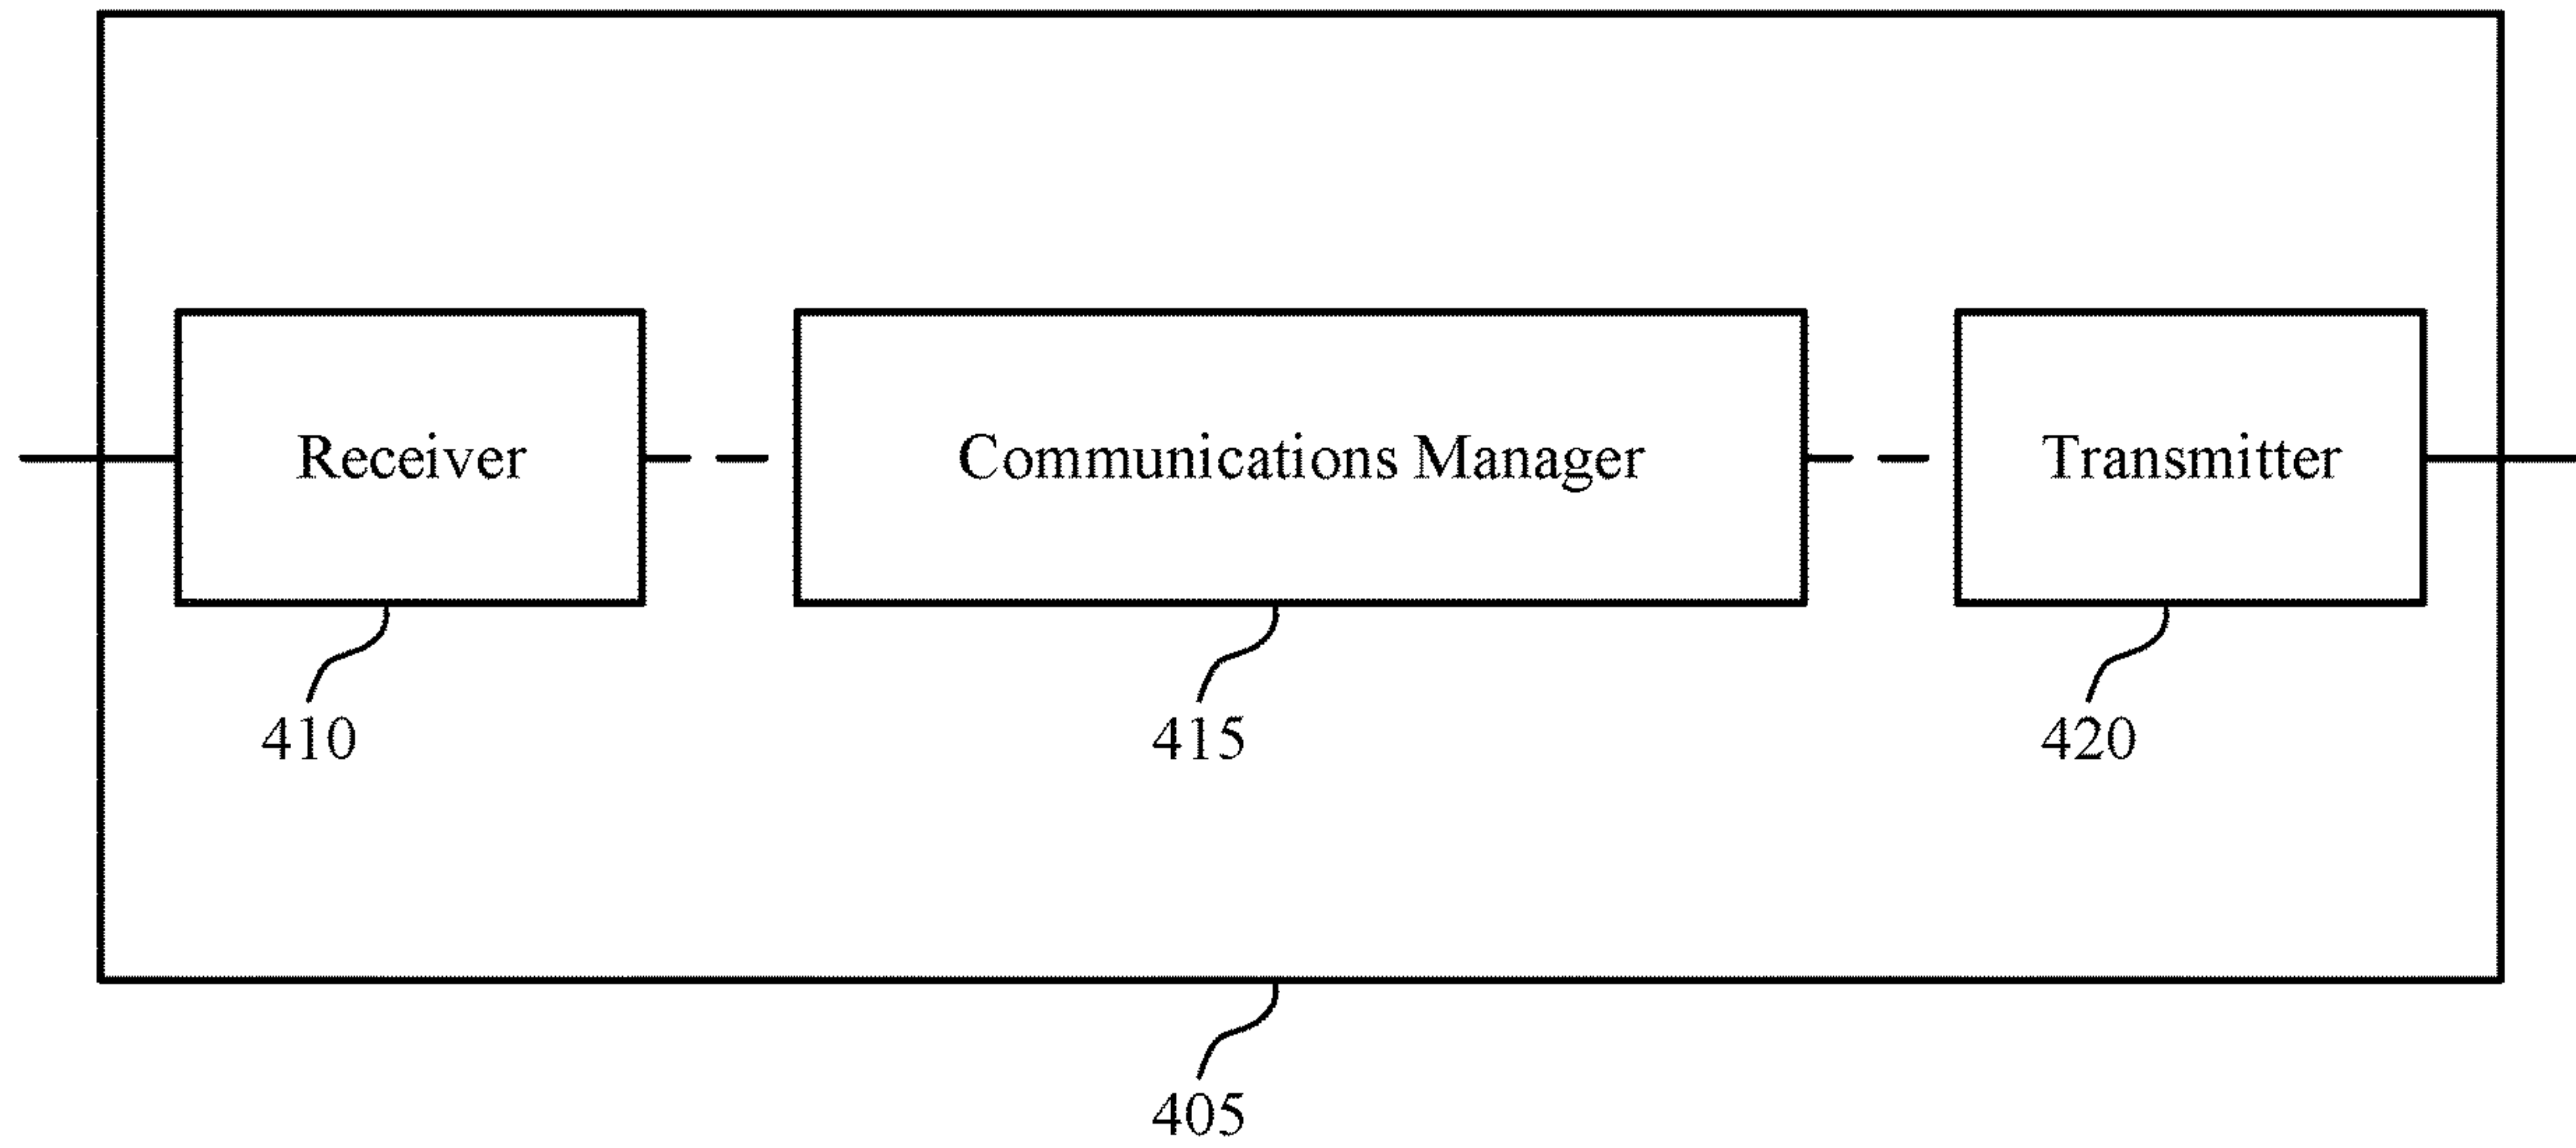 Receiver
Communications Manager
Transmitter
410
415
420
405